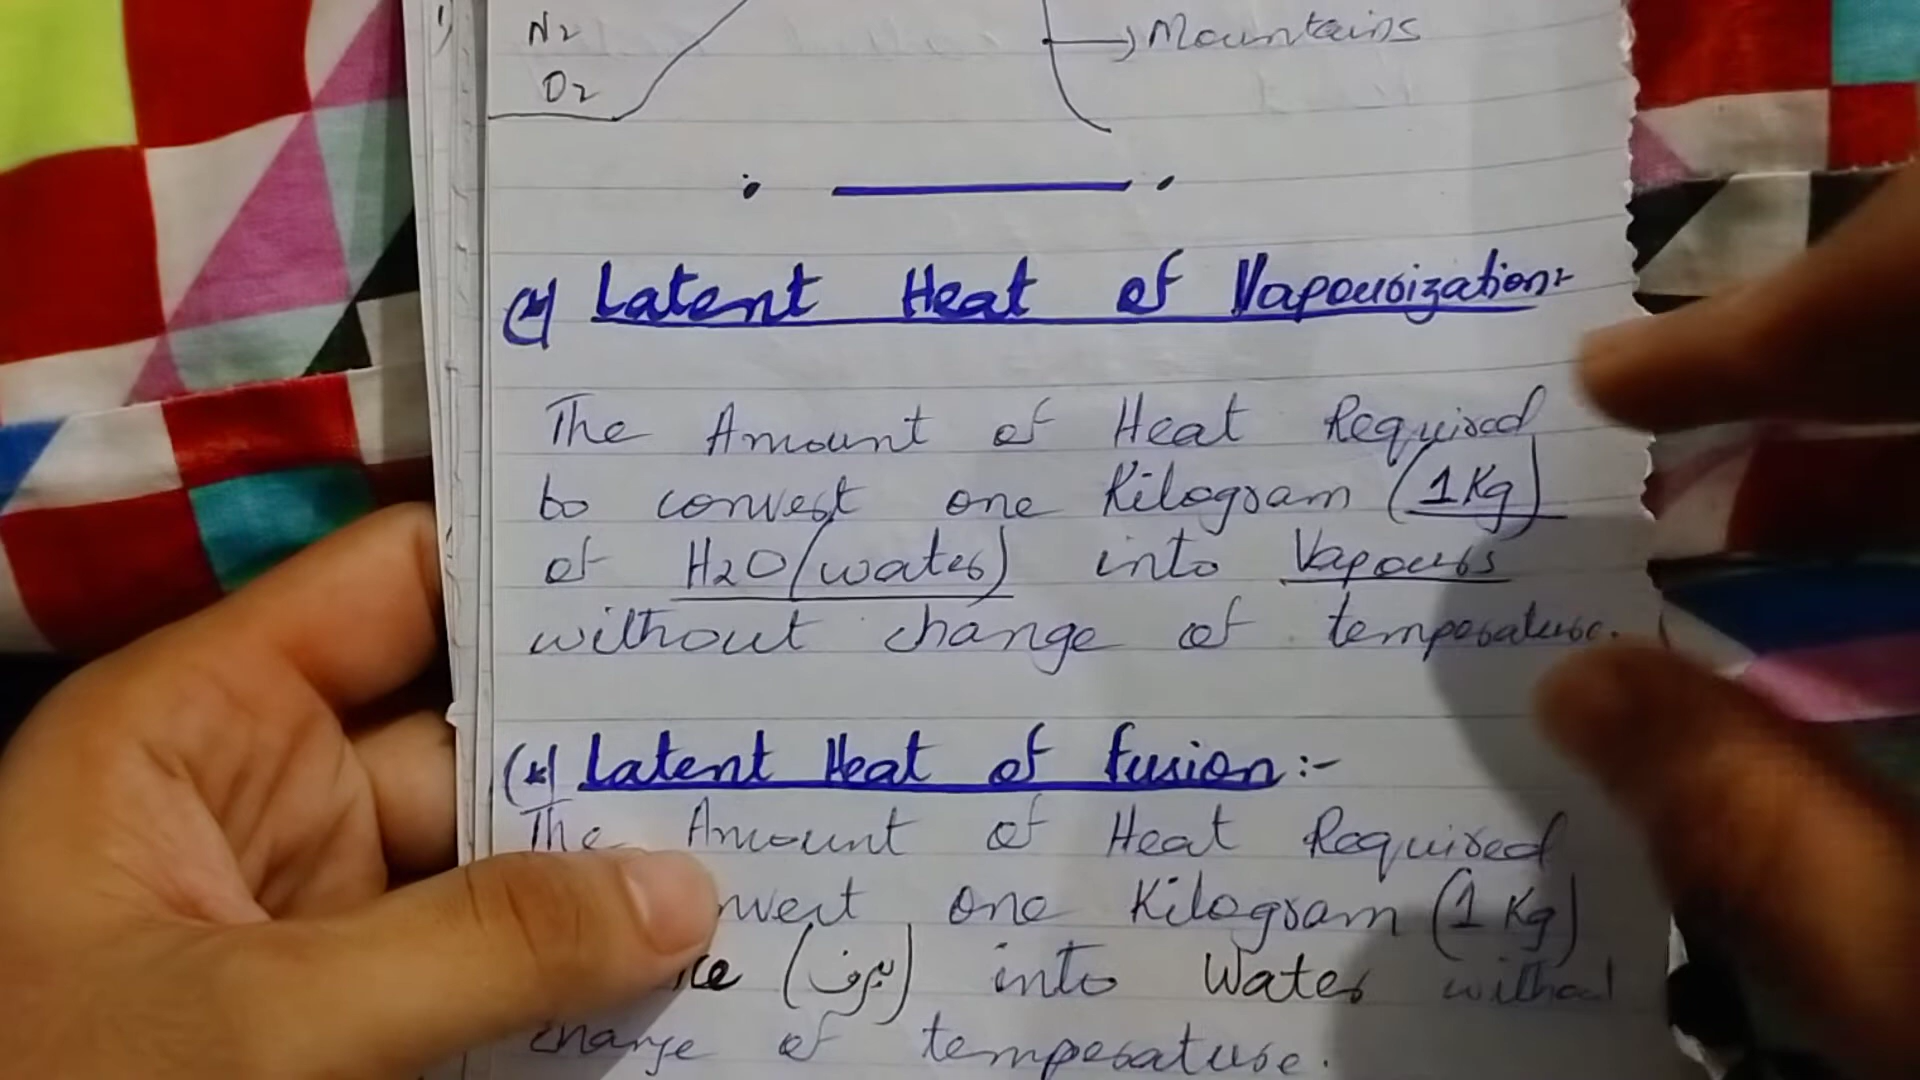 N2
O2
Mountains
Latent Heat of Vapourization:-
The Amount of Heat Required
to convert one Kilogram (1 Kg)
of H2O (water) into Vapours
without change of temperature.
(*) Latent Heat of Fusion:-
The Amount of Heat Required
one Kilogram (1 Kg)
(برف) into Water without
change of temperature.